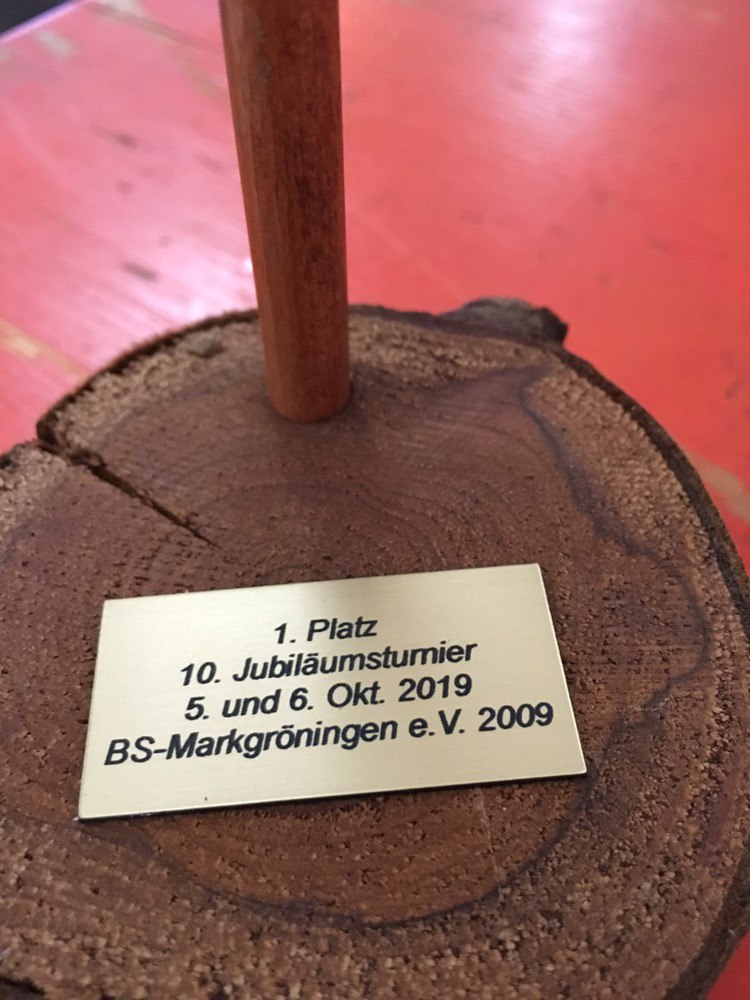 1. Platz
10. Jubiläumsturnier
5. und 6. Okt. 2019
BS-Markgröningen e.V. 2009